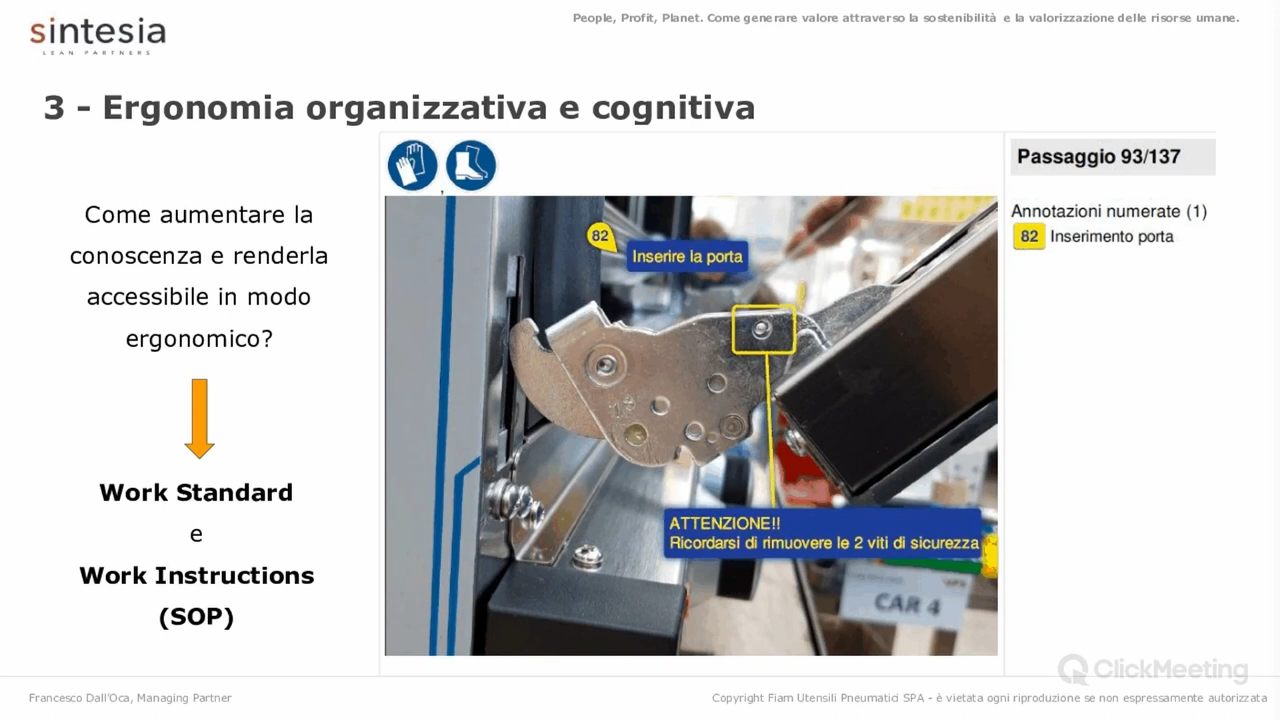 sintesia
LEAN PARTNERS
People, Profit, Planet. Come generare valore attraverso la sostenibilità e la valorizzazione delle risorse umane.
3 - Ergonomia organizzativa e cognitiva
Come aumentare la
conoscenza e renderla
accessibile in modo
ergonomico?
Work Standard
e
Work Instructions
(SOP)
,
82
Inserire la porta
ATTENZIONE!!
Ricordarsi di rimuovere le 2 viti di sicurezza
CAR 4
Passaggio 93/137
Annotazioni numerate (1)
82 Inserimento porta
ClickMeeting
Francesco Dall'Oca, Managing Partner
Copyright Fiam Utensili Pneumatici SPA - è vietata ogni riproduzione se non espressamente autorizzata